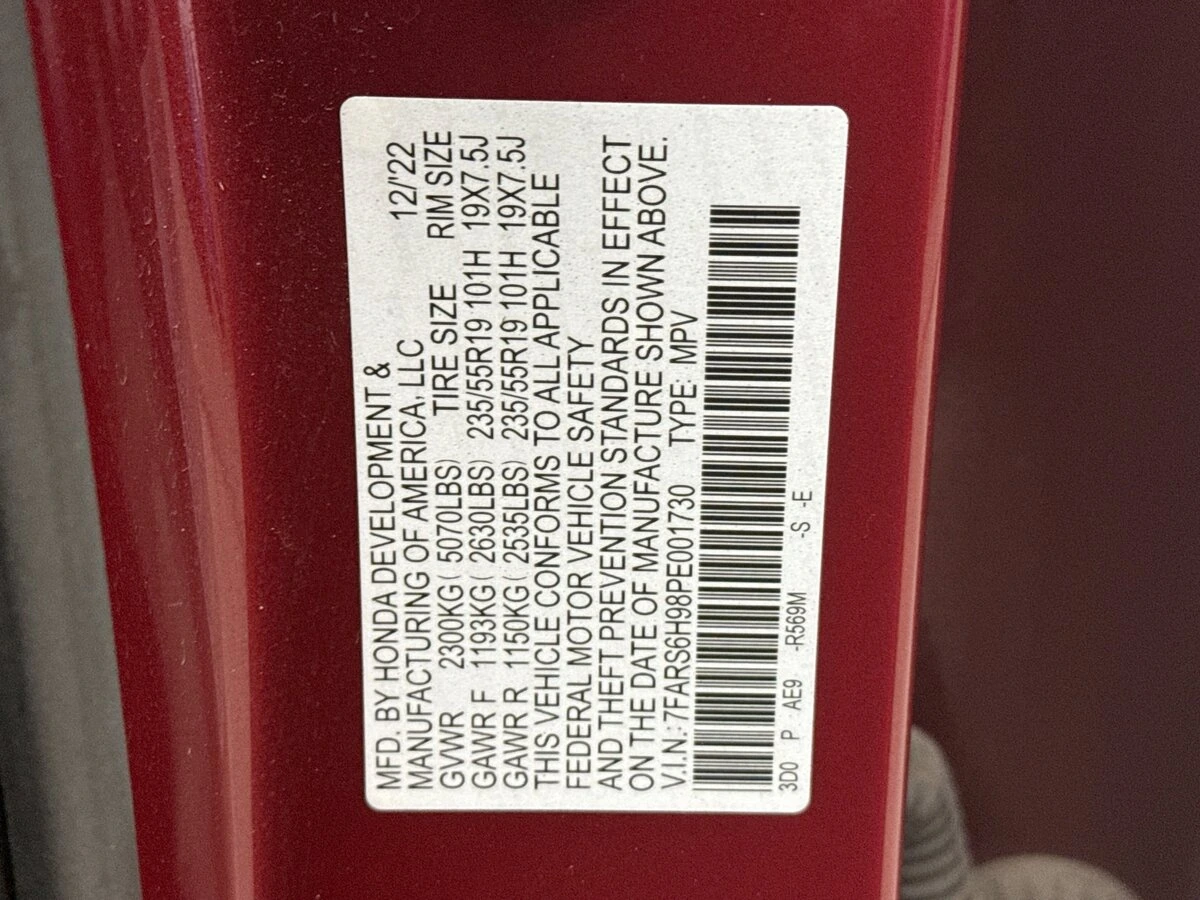 MFD. BY HONDA DEVELOPMENT &
MANUFACTURING OF AMERICA, LLC 12/'22
GVWR 2300KG( 5070LBS) TIRE SIZE RIM SIZE
GAWR F 1193KG( 2630LBS) 235/55R19 101H 19X7.5J
GAWR R 1150KG( 2535LBS) 235/55R19 101H 19X7.5J
THIS VEHICLE CONFORMS TO ALL APPLICABLE
FEDERAL MOTOR VEHICLE SAFETY
AND THEFT PREVENTION STANDARDS IN EFFECT
ON THE DATE OF MANUFACTURE SHOWN ABOVE.
V.I.N.:7FARS6H98PE001730 TYPE: MPV
3D0 P AE9 -R569M -S -E